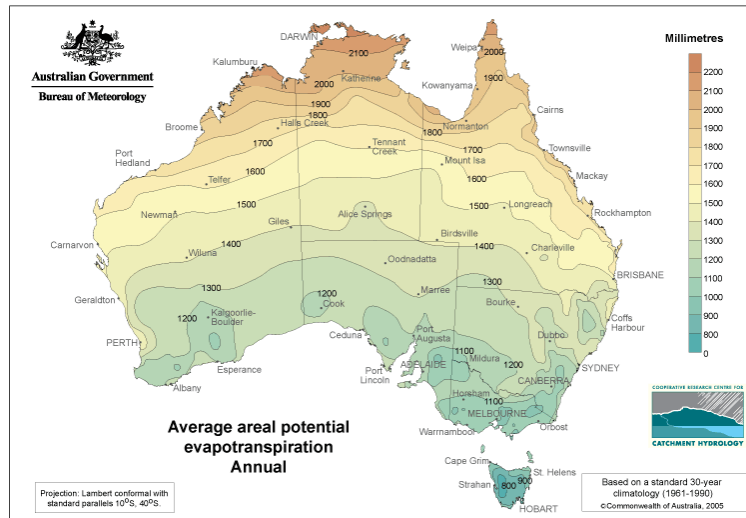 Australian Government
Bureau of Meteorology
Millimetres
2200
2100
2000
1900
1800
1700
1600
1500
1400
1300
1200
1100
1000
900
800
0
DARWIN
2100
Weipa
2000
Kalumburu
Katherine
2000
1900
Kowanyama
1900
1800
Cairns
Broome
Halls Creek
1800
Normanton
1700
Tennant
Creek
1700
Townsville
Port
Hedland
1600
Mount Isa
Telfer
1600
Mackay
Newman
1500
Alice Springs
1500
Longreach
Rockhampton
Giles
Birdsville
Carnarvon
1400
1400
Charleville
Wiluna
Oodnadatta
BRISBANE
1300
1200
Marree
1300
Geraldton
1200
Kalgoorlie-
Boulder
Cook
Bourke
Coffs
Harbour
PERTH
Ceduna
Port
Augusta
Dubbo
1100
Mildura
Esperance
Port
Lincoln
ADELAIDE
1200
SYDNEY
Albany
Horsham
CANBERRA
1100
MELBOURNE
Warrnambool
Orbost
Average areal potential
evapotranspiration
Annual
Cape Grim
St. Helens
Strahan
800
900
HOBART
COOPERATIVE RESEARCH CENTRE FOR
CATCHMENT HYDROLOGY
Projection: Lambert conformal with
standard parallels 10°S, 40°S.
Based on a standard 30-year
climatology (1961-1990)
©Commonwealth of Australia, 2005